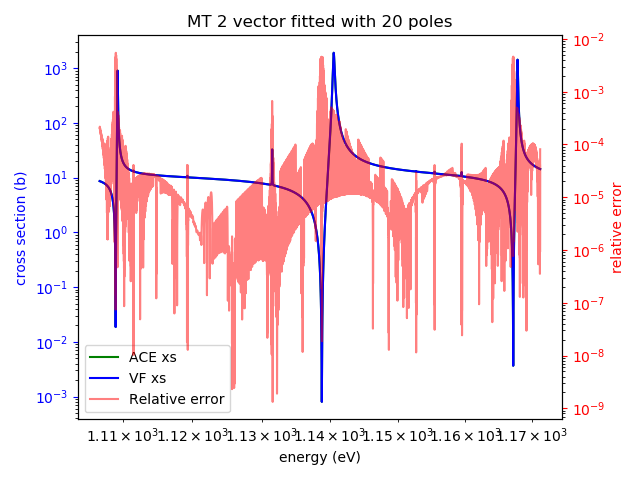 MT 2 vector fitted with 20 poles
cross section (b)
10³
10²
10¹
10⁰
10⁻¹
10⁻²
10⁻³
10⁻²
10⁻³
10⁻⁴
10⁻⁵
10⁻⁶
10⁻⁷
10⁻⁸
10⁻⁹
relative error
ACE xs
VF xs
Relative error
1.11 × 10³ 1.12 × 10³ 1.13 × 10³ 1.14 × 10³ 1.15 × 10³ 1.16 × 10³ 1.17 × 10³
energy (eV)